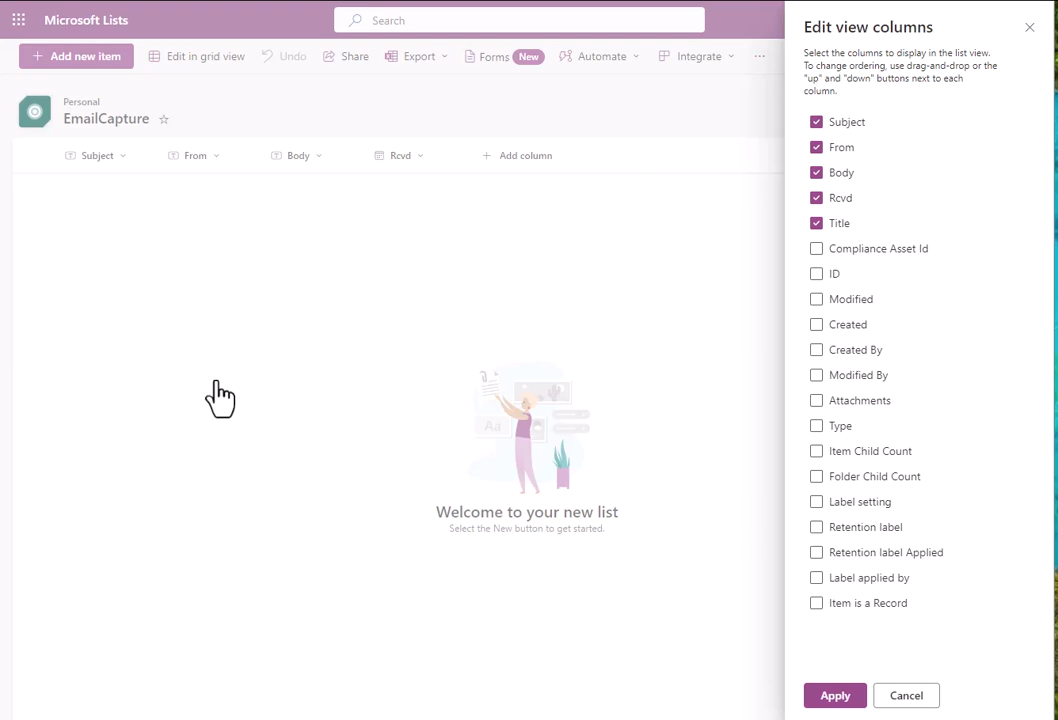 Microsoft Lists
Search
Add new item
Edit in grid view
Undo
Share
Export
Forms
New
Automate
Integrate
Personal
EmailCapture
Subject
From
Body
Rcvd
Add column
Aa
Welcome to your new list
Select the New button to get started.
Edit view columns
Select the columns to display in the list view.
To change ordering, use drag-and-drop or the
"up" and "down" buttons next to each
column.
Subject
From
Body
Rcvd
Title
Compliance Asset Id
ID
Modified
Created
Created By
Modified By
Attachments
Type
Item Child Count
Folder Child Count
Label setting
Retention label
Retention label Applied
Label applied by
Item is a Record
Apply
Cancel